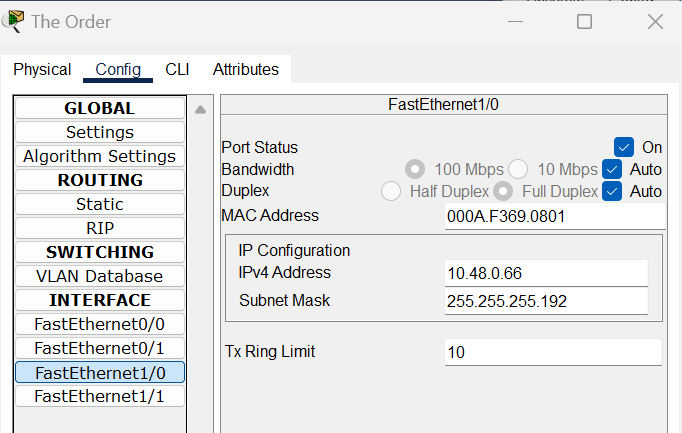 The Order
Physical Config CLI Attributes
GLOBAL
Settings
Algorithm Settings
ROUTING
Static
RIP
SWITCHING
VLAN Database
INTERFACE
FastEthernet0/0
FastEthernet0/1
FastEthernet1/0
FastEthernet1/1
FastEthernet1/0
Port Status On
Bandwidth 100 Mbps 10 Mbps Auto
Duplex Half Duplex Full Duplex Auto
MAC Address 000A.F369.0801
IP Configuration
IPv4 Address 10.48.0.66
Subnet Mask 255.255.255.192
Tx Ring Limit 10